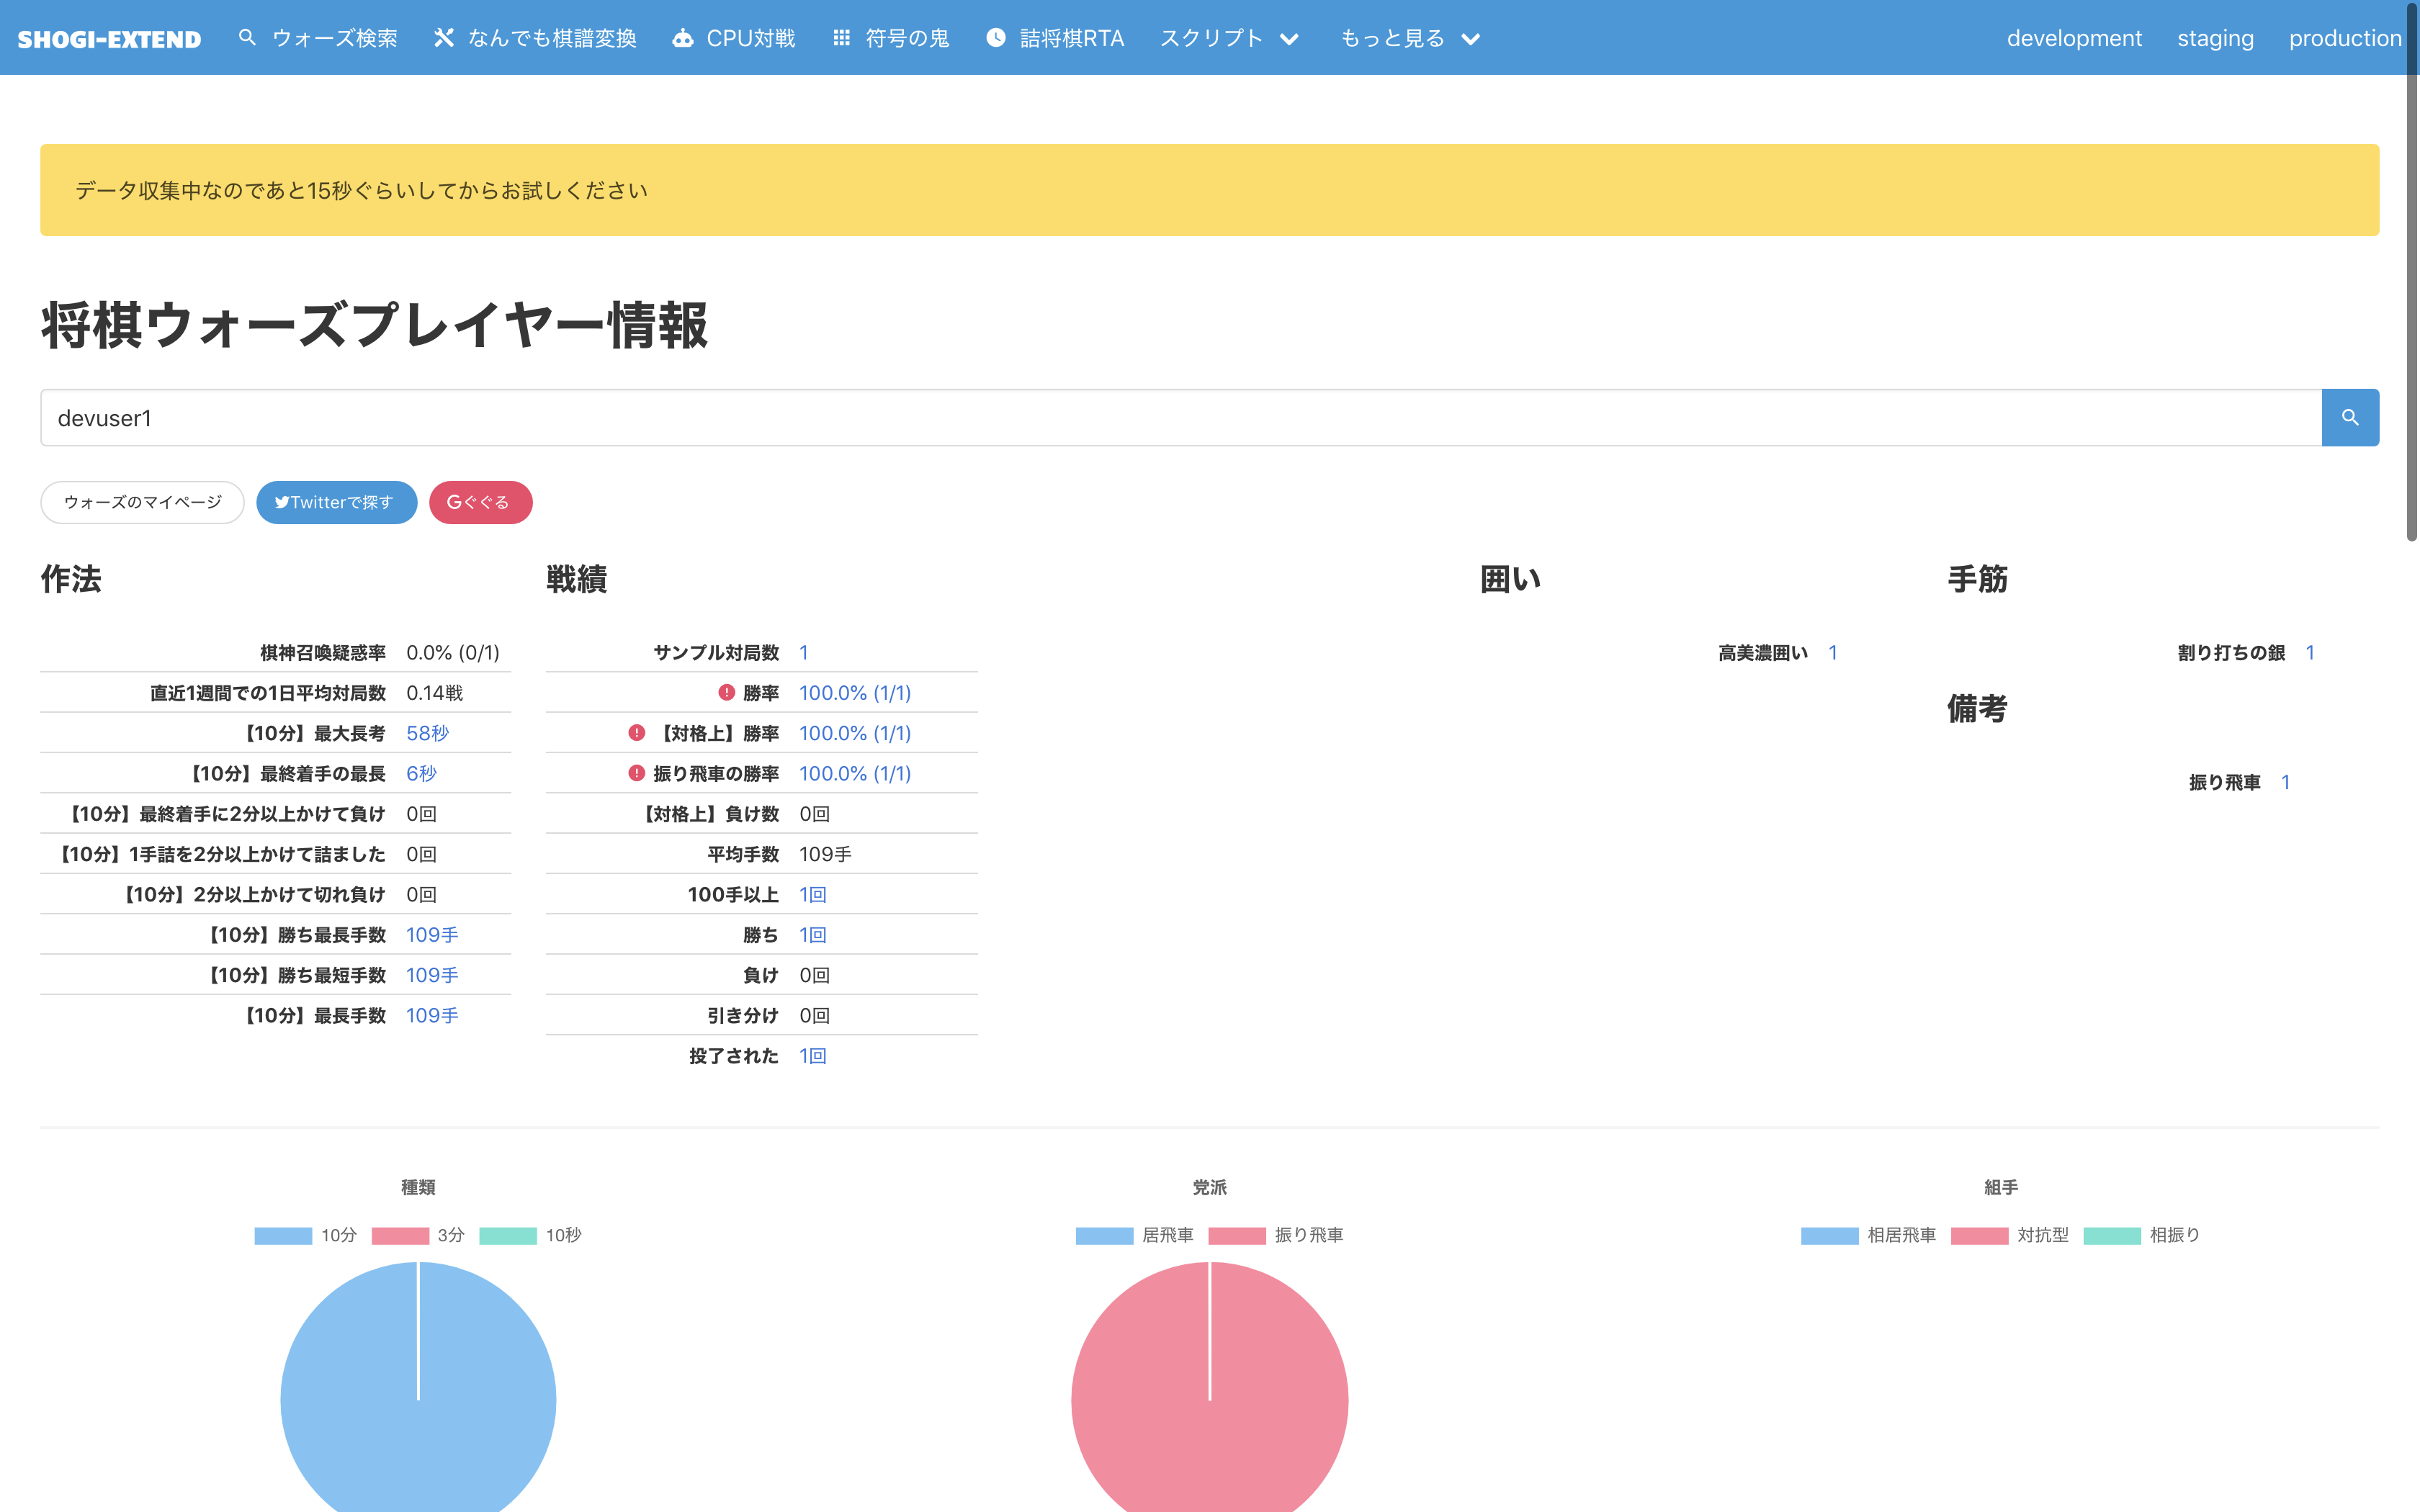 SHOGI-EXTEND ウォーズ検索 なんでも棋譜変換 CPU対戦 符号の鬼 詰将棋RTA スクリプト もっと見る development staging production
データ収集中なのであと15秒ぐらいしてからお試しください
将棋ウォーズプレイヤー情報
devuser1
ウォーズのマイページ Twitterで探す Gぐぐる
作法
棋神召喚疑惑率 0.0% (0/1)
直近1週間での1日平均対局数 0.14戦
【10分】最大長考 58秒
【10分】最終着手の最長 6秒
【10分】最終着手に2分以上かけて負け 0回
【10分】1手詰を2分以上かけて詰ました 0回
【10分】2分以上かけて切れ負け 0回
【10分】勝ち最長手数 109手
【10分】勝ち最短手数 109手
【10分】最長手数 109手
戦績
サンプル対局数 1
勝率 100.0% (1/1)
【対格上】勝率 100.0% (1/1)
振り飛車の勝率 100.0% (1/1)
【対格上】負け数 0回
平均手数 109手
100手以上 1回
勝ち 1回
負け 0回
引き分け 0回
投了された 1回
囲い
高美濃囲い 1
手筋
割り打ちの銀 1
備考
振り飛車 1
種類
10分 3分 10秒
党派
居飛車 振り飛車
組手
相居飛車 対抗型 相振り